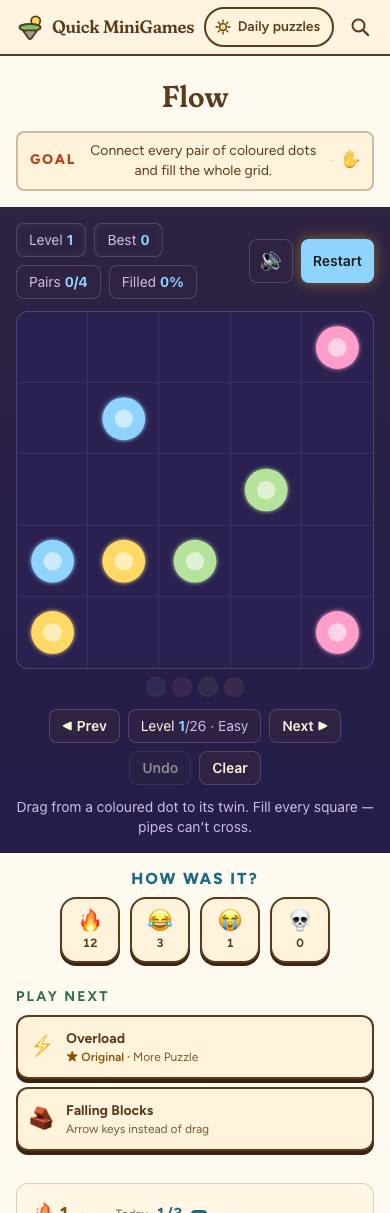 Quick MiniGames
Daily puzzles
Flow
GOAL
Connect every pair of coloured dots
and fill the whole grid.
Level 1
Best 0
Pairs 0/4
Filled 0%
Restart
◀ Prev
Level 1/26 · Easy
Next ▶
Undo
Clear
Drag from a coloured dot to its twin. Fill every square —
pipes can't cross.
HOW WAS IT?
12
3
1
0
PLAY NEXT
Overload
★ Original · More Puzzle
Falling Blocks
Arrow keys instead of drag